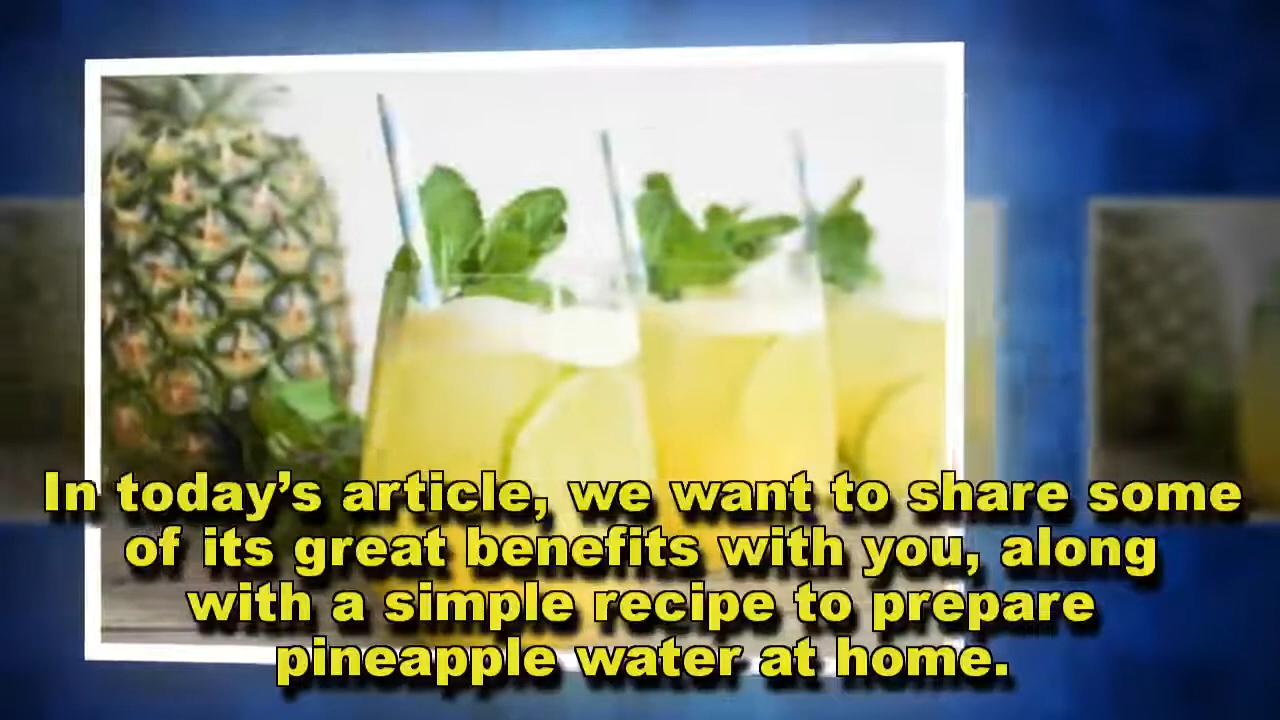 In today’s article, we want to share some
of its great benefits with you, along
with a simple recipe to prepare
pineapple water at home.